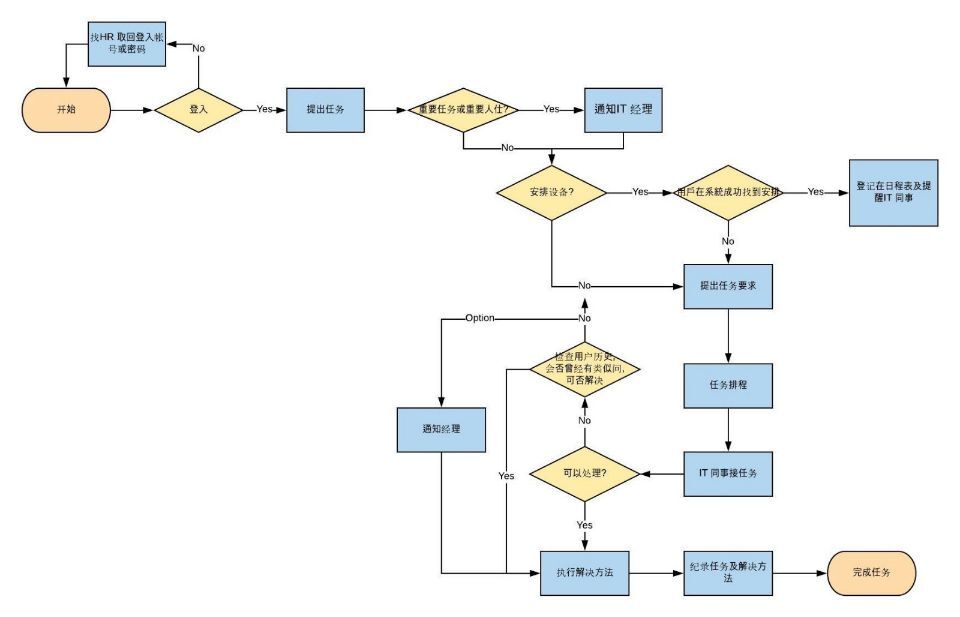 找HR 取回登入帐
号或密码
No
开始
登入
Yes
提出任务
重要任务或重要人仕?
Yes
通知IT 经理
No
安排设备?
Yes
用戶在系統成功找到安排
Yes
登记在日程表及提
醒IT 同事
No
No
提出任务要求
Option
No
检查用户历史,
会否曾经有类似问,
可否解决
任务排程
通知经理
No
可以处理?
IT 同事接任务
Yes
Yes
执行解决方法
纪录任务及解决方
法
完成任务